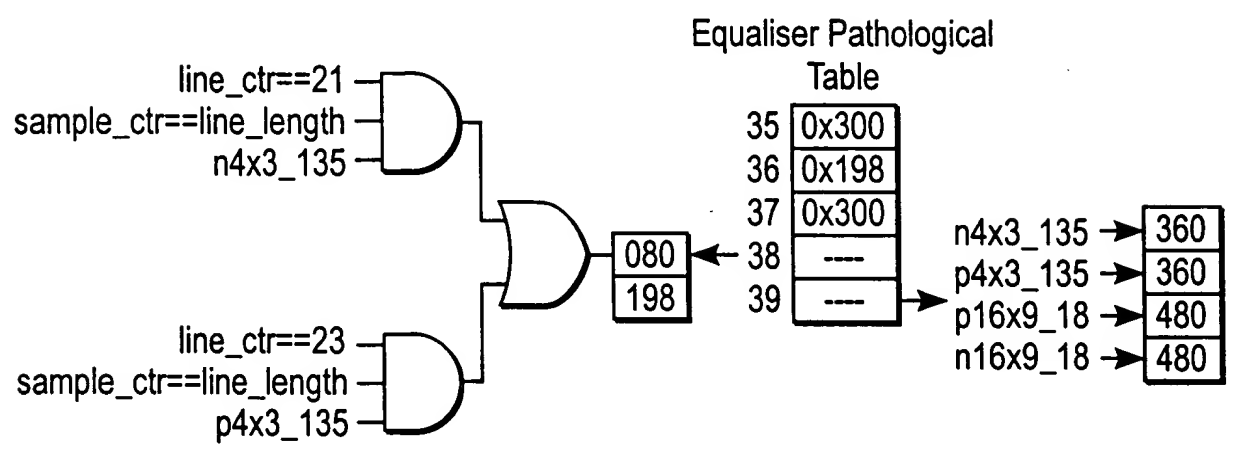 Equaliser Pathological
Table
line_ctr==21
sample_ctr==line_length
n4x3_135
line_ctr==23
sample_ctr==line_length
p4x3_135
080
198
35 0x300
36 0x198
37 0x300
38 ----
39 ----
n4x3_135 360
p4x3_135 360
p16x9_18 480
n16x9_18 480